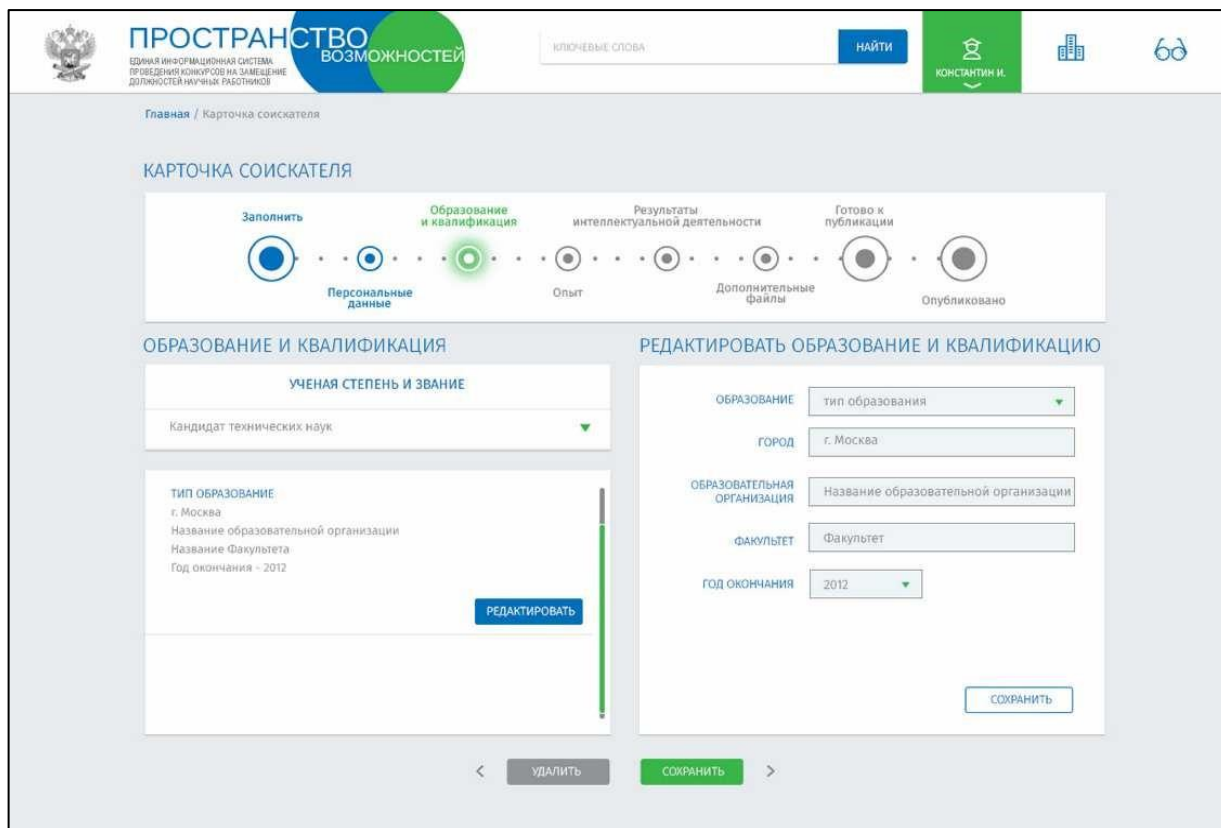 ПРОСТРАНСТВО
ВОЗМОЖНОСТЕЙ
ЕДИНАЯ ИНФОРМАЦИОННАЯ СИСТЕМА
ПРОВЕДЕНИЯ КОНКУРСОВ НА ЗАМЕЩЕНИЕ
ДОЛЖНОСТЕЙ НАУЧНЫХ РАБОТНИКОВ
КЛЮЧЕВЫЕ СЛОВА
НАЙТИ
КОНСТАНТИН И.
Главная / Карточка соискателя
КАРТОЧКА СОИСКАТЕЛЯ
Заполнить
Персональные
данные
Образование
и квалификация
Опыт
Результаты
интеллектуальной деятельности
Дополнительные
файлы
Готово к
публикации
Опубликовано
ОБРАЗОВАНИЕ И КВАЛИФИКАЦИЯ
УЧЕНАЯ СТЕПЕНЬ И ЗВАНИЕ
Кандидат технических наук
ТИП ОБРАЗОВАНИЕ
г. Москва
Название образовательной организации
Название Факультета
Год окончания - 2012
РЕДАКТИРОВАТЬ
РЕДАКТИРОВАТЬ ОБРАЗОВАНИЕ И КВАЛИФИКАЦИЮ
ОБРАЗОВАНИЕ
тип образования
ГОРОД
г. Москва
ОБРАЗОВАТЕЛЬНАЯ
ОРГАНИЗАЦИЯ
Название образовательной организации
ФАКУЛЬТЕТ
Факультет
ГОД ОКОНЧАНИЯ
2012
СОХРАНИТЬ
УДАЛИТЬ
СОХРАНИТЬ